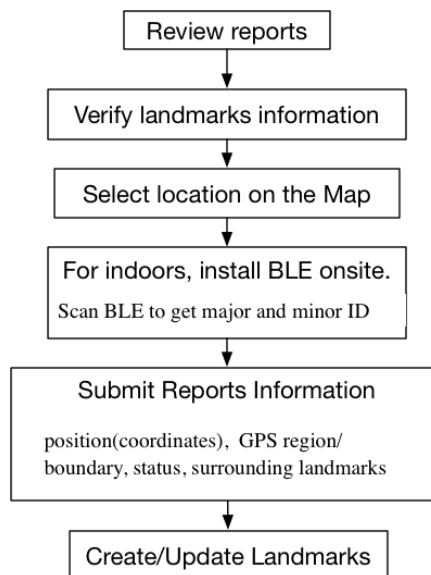 Review reports
Verify landmarks information
Select location on the Map
For indoors, install BLE onsite.
Scan BLE to get major and minor ID
Submit Reports Information
position(coordinates), GPS region/
boundary, status, surrounding landmarks
Create/Update Landmarks